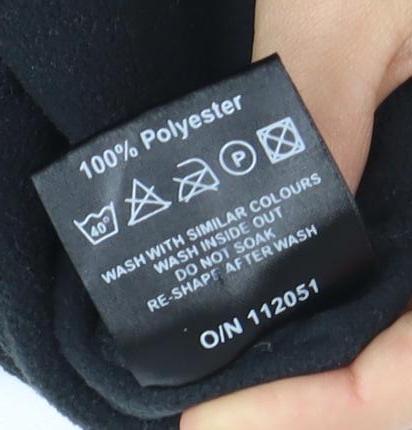 100% Polyester
40° P
WASH WITH SIMILAR COLOURS
WASH INSIDE OUT
DO NOT SOAK
RE-SHAPE AFTER WASH
O/N 112051